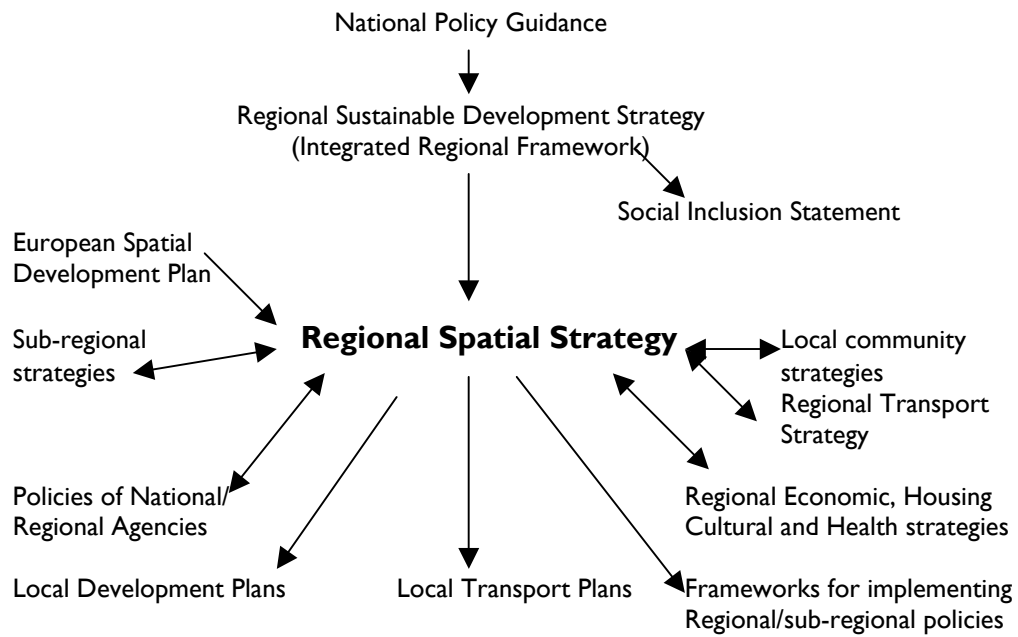 National Policy Guidance
Regional Sustainable Development Strategy
(Integrated Regional Framework)
Social Inclusion Statement
European Spatial
Development Plan
Regional Spatial Strategy
Sub-regional
strategies
Local community
strategies
Regional Transport
Strategy
Policies of National/
Regional Agencies
Regional Economic, Housing
Cultural and Health strategies
Local Development Plans
Local Transport Plans
Frameworks for implementing
Regional/sub-regional policies